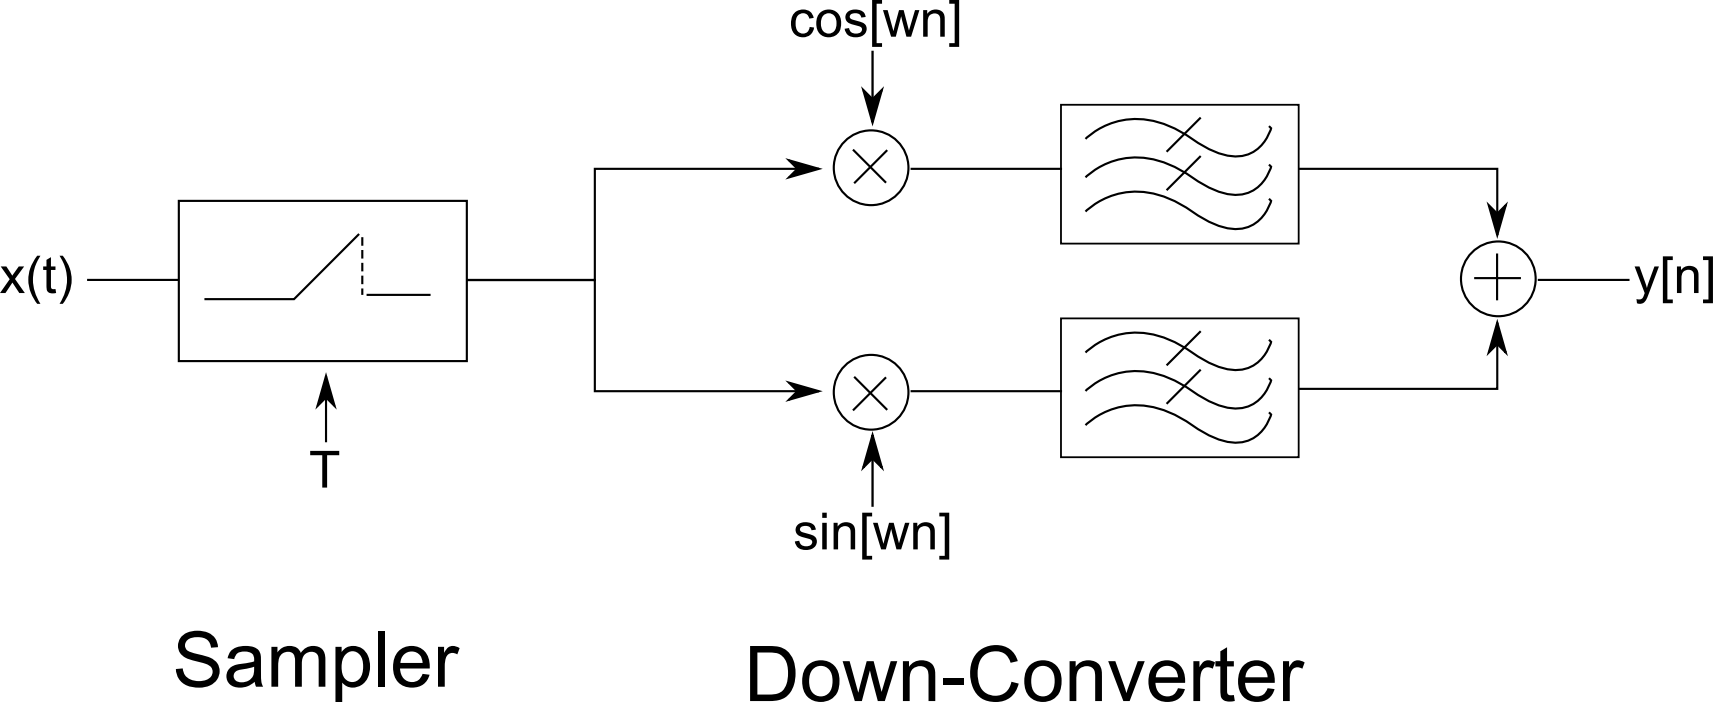 cos[wn]
x(t)
y[n]
T
sin[wn]
Sampler
Down-Converter